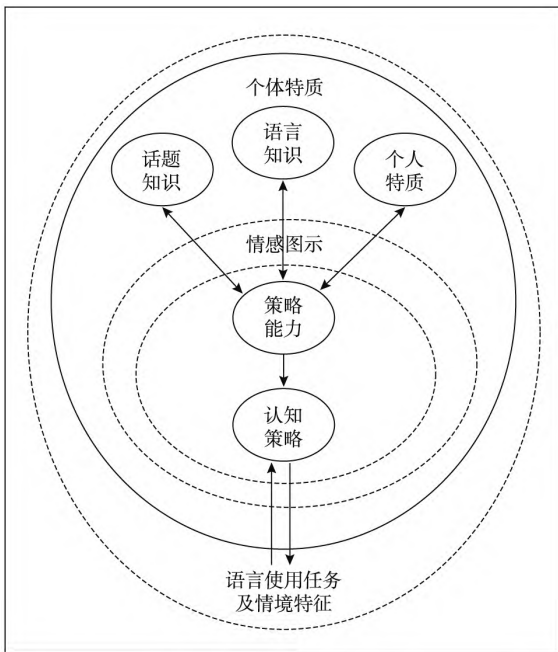 个体特质
语言
知识
话题
知识
个人
特质
情感图示
策略
能力
认知
策略
语言使用任务
及情境特征